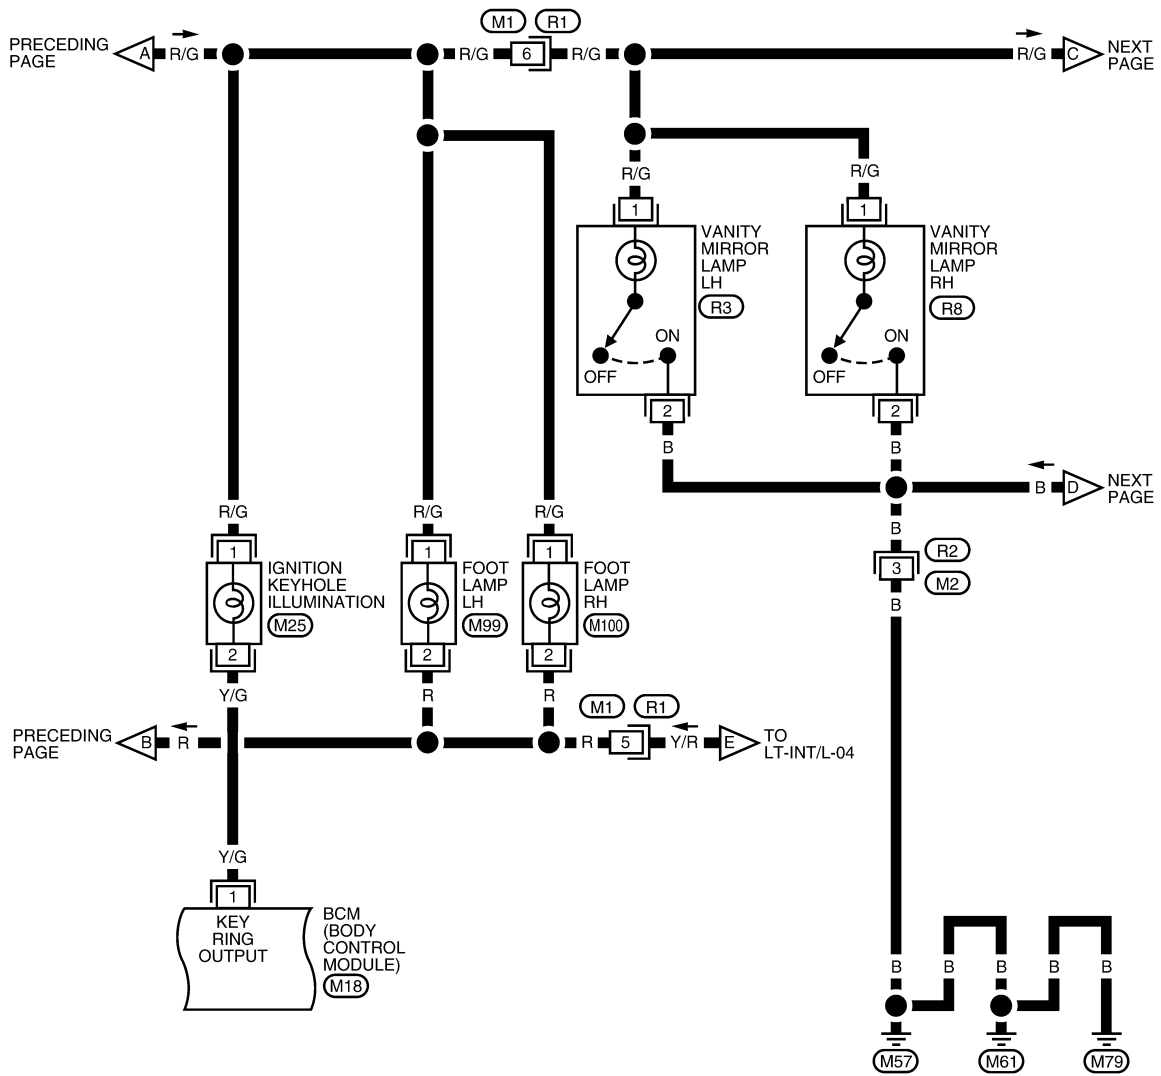 M1 R1
PRECEDING
PAGE
A R/G R/G 6 R/G R/G C
NEXT
PAGE
R/G R/G
1 1
VANITY
MIRROR
LAMP
LH
R3
VANITY
MIRROR
LAMP
RH
R8
ON
OFF
ON
OFF
2 2
B B
B D
NEXT
PAGE
R/G R/G R/G
B
R2
3
M2
B
1 1 1
IGNITION
KEYHOLE
ILLUMINATION
M25
FOOT
LAMP
LH
M99
FOOT
LAMP
RH
M100
2 2 2
Y/G R R
M1 R1
PRECEDING
PAGE
B R R 5 Y/R E
TO
LT-INT/L-04
Y/G
1
KEY
RING
OUTPUT
BCM
(BODY
CONTROL
MODULE)
M18
B B B B B
M57 M61 M79